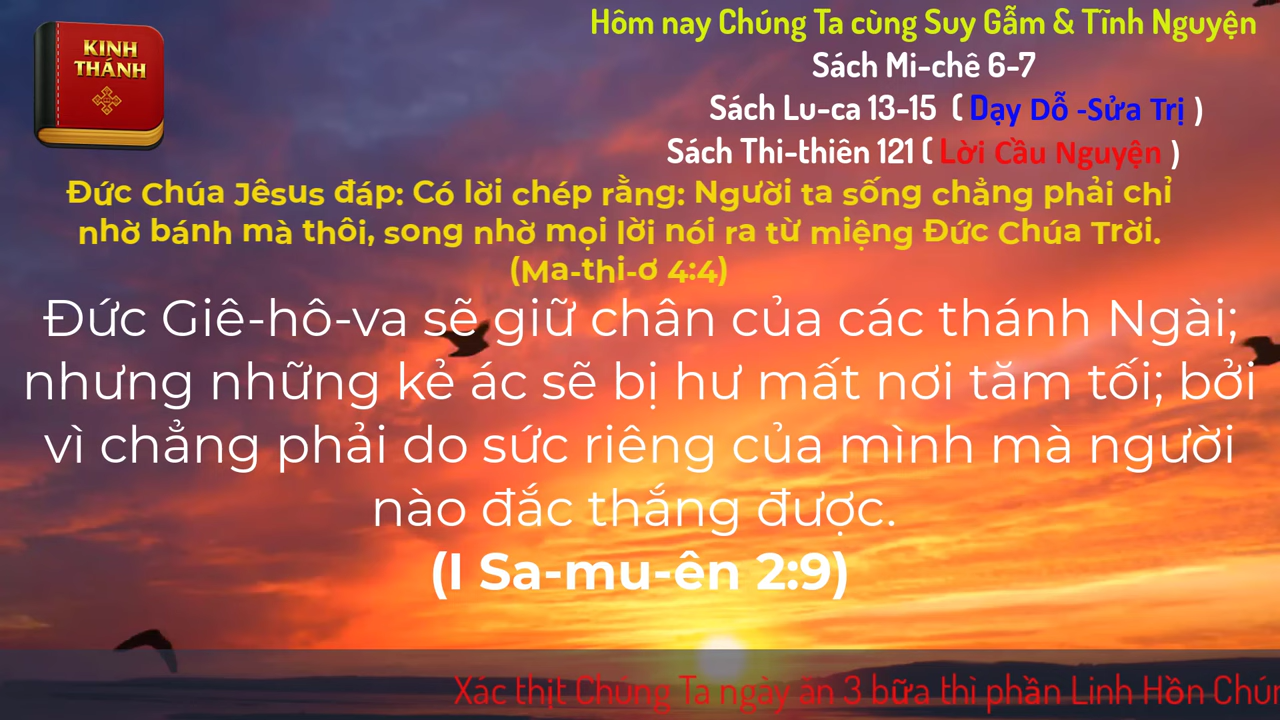 KINH
THÁNH
Hôm nay Chúng Ta cùng Suy Gẫm & Tĩnh Nguyện
Sách Mi-chê 6-7
Sách Lu-ca 13-15 ( Dạy Dỗ -Sửa Trị )
Sách Thi-thiên 121 ( Lời Cầu Nguyện )
Đức Chúa Jêsus đáp: Có lời chép rằng: Người ta sống chẳng phải chỉ
nhờ bánh mà thôi, song nhờ mọi lời nói ra từ miệng Đức Chúa Trời.
(Ma-thi-ơ 4:4)
Đức Giê-hô-va sẽ giữ chân của các thánh Ngài;
nhưng những kẻ ác sẽ bị hư mất nơi tăm tối; bởi
vì chẳng phải do sức riêng của mình mà người
nào đắc thắng được.
(I Sa-mu-ên 2:9)
Xác thịt Chúng Ta ngày ăn 3 bữa thì phần Linh Hồn